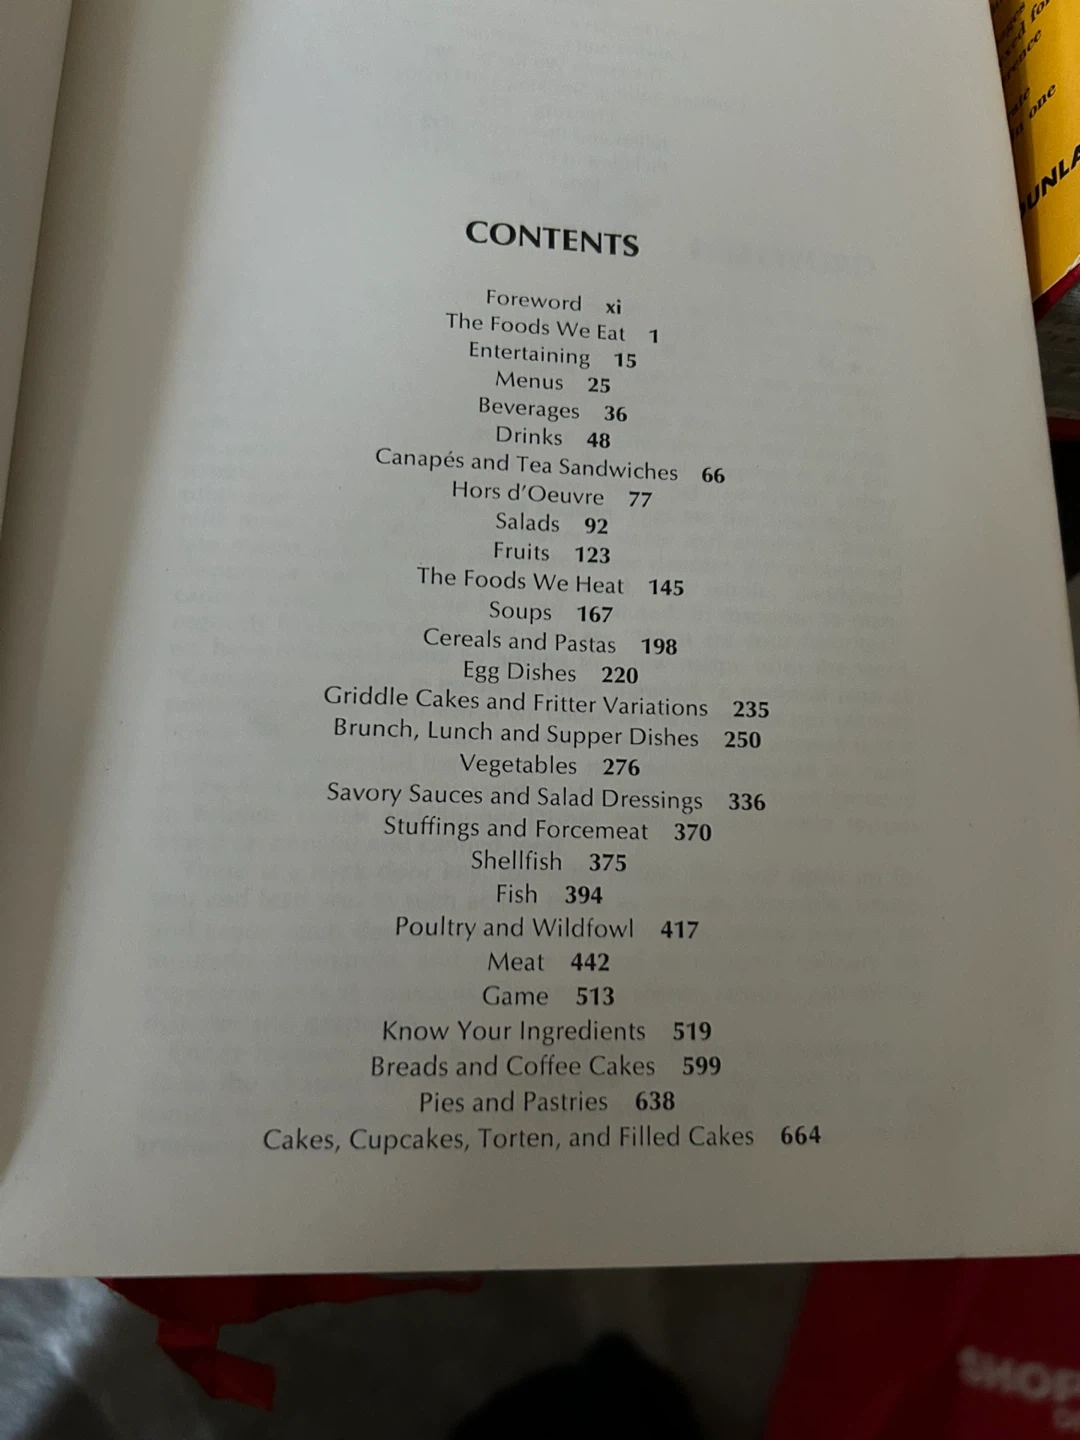 CONTENTS
Foreword xi
The Foods We Eat 1
Entertaining 15
Menus 25
Beverages 36
Drinks 48
Canapés and Tea Sandwiches 66
Hors d'Oeuvre 77
Salads 92
Fruits 123
The Foods We Heat 145
Soups 167
Cereals and Pastas 198
Egg Dishes 220
Griddle Cakes and Fritter Variations 235
Brunch, Lunch and Supper Dishes 250
Vegetables 276
Savory Sauces and Salad Dressings 336
Stuffings and Forcemeat 370
Shellfish 375
Fish 394
Poultry and Wildfowl 417
Meat 442
Game 513
Know Your Ingredients 519
Breads and Coffee Cakes 599
Pies and Pastries 638
Cakes, Cupcakes, Torten, and Filled Cakes 664
one